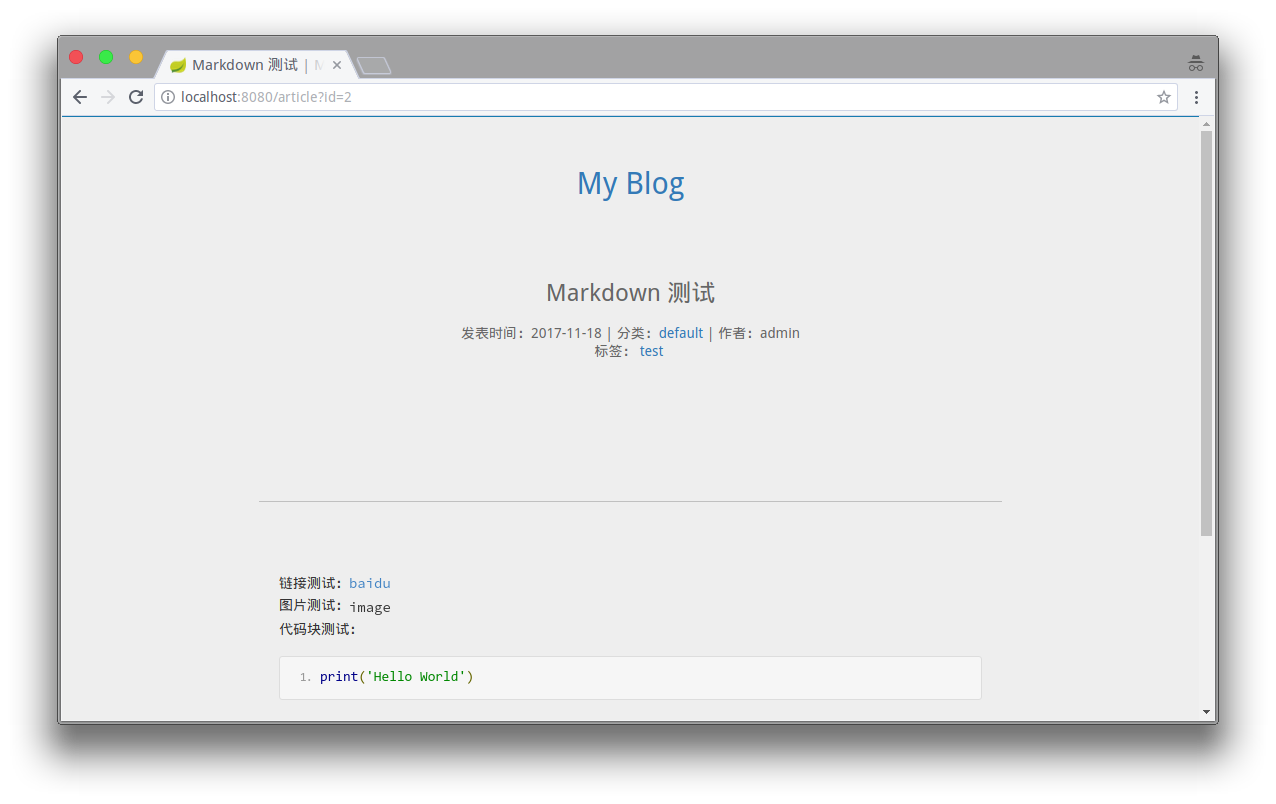 Markdown 测试 | M
localhost:8080/article?id=2
My Blog
Markdown 测试
发表时间：2017-11-18 | 分类：default | 作者：admin
标签： test
链接测试：baidu
图片测试：image
代码块测试：
1. print('Hello World')